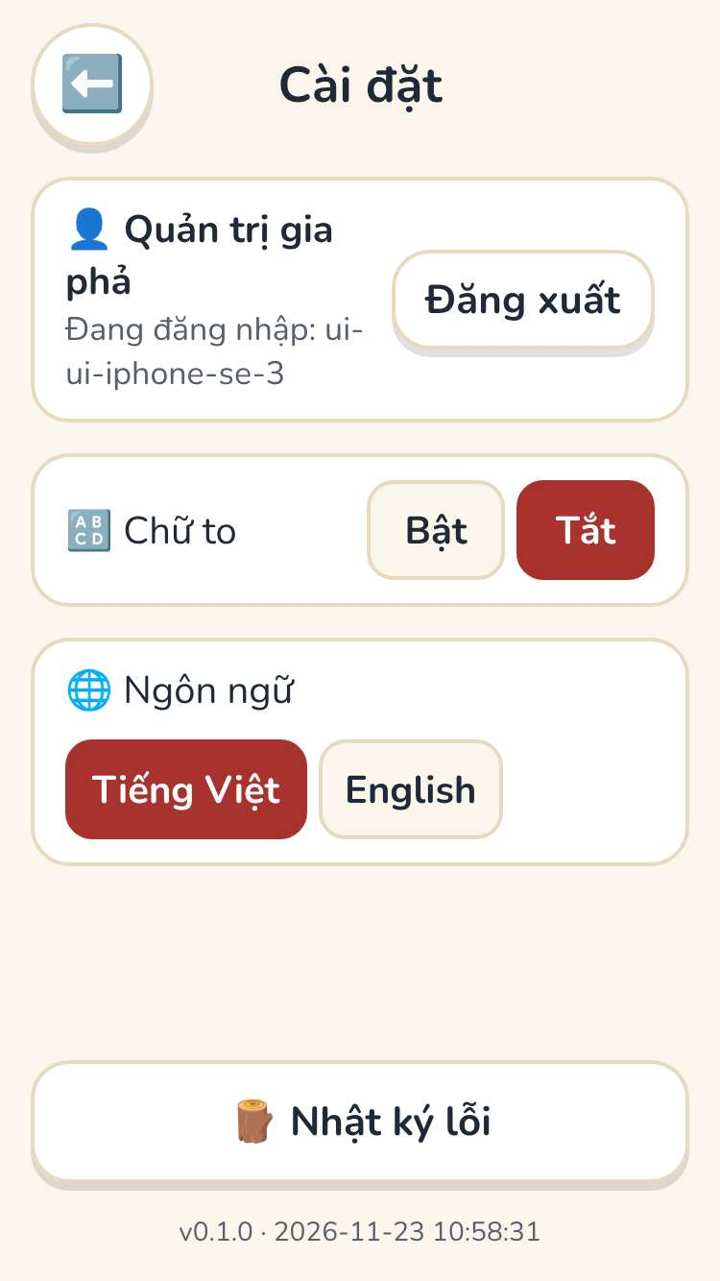 Cài đặt
Quản trị gia
phả
Đang đăng nhập: ui-
ui-iphone-se-3
Đăng xuất
Chữ to
Bật
Tắt
Ngôn ngữ
Tiếng Việt
English
Nhật ký lỗi
v0.1.0 · 2026-11-23 10:58:31